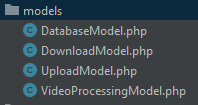 models
C DatabaseModel.php
C DownloadModel.php
C UploadModel.php
C VideoProcessingModel.php